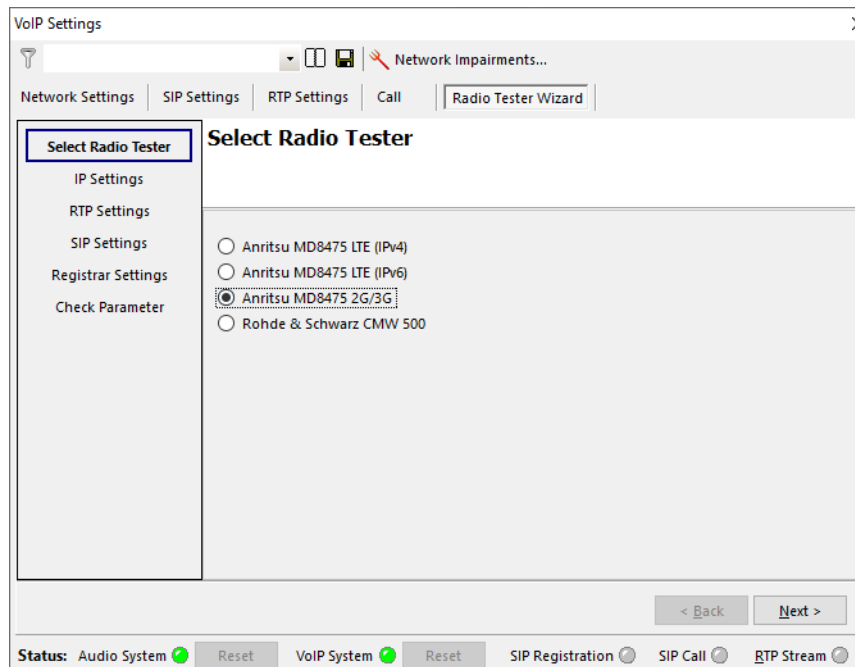 VoIP Settings
Network Impairments...
Network Settings SIP Settings RTP Settings Call Radio Tester Wizard
Select Radio Tester
IP Settings
RTP Settings
SIP Settings
Registrar Settings
Check Parameter
Select Radio Tester
Anritsu MD8475 LTE (IPv4)
Anritsu MD8475 LTE (IPv6)
Anritsu MD8475 2G/3G
Rohde & Schwarz CMW 500
< Back Next >
Status: Audio System Reset VoIP System Reset SIP Registration SIP Call RTP Stream